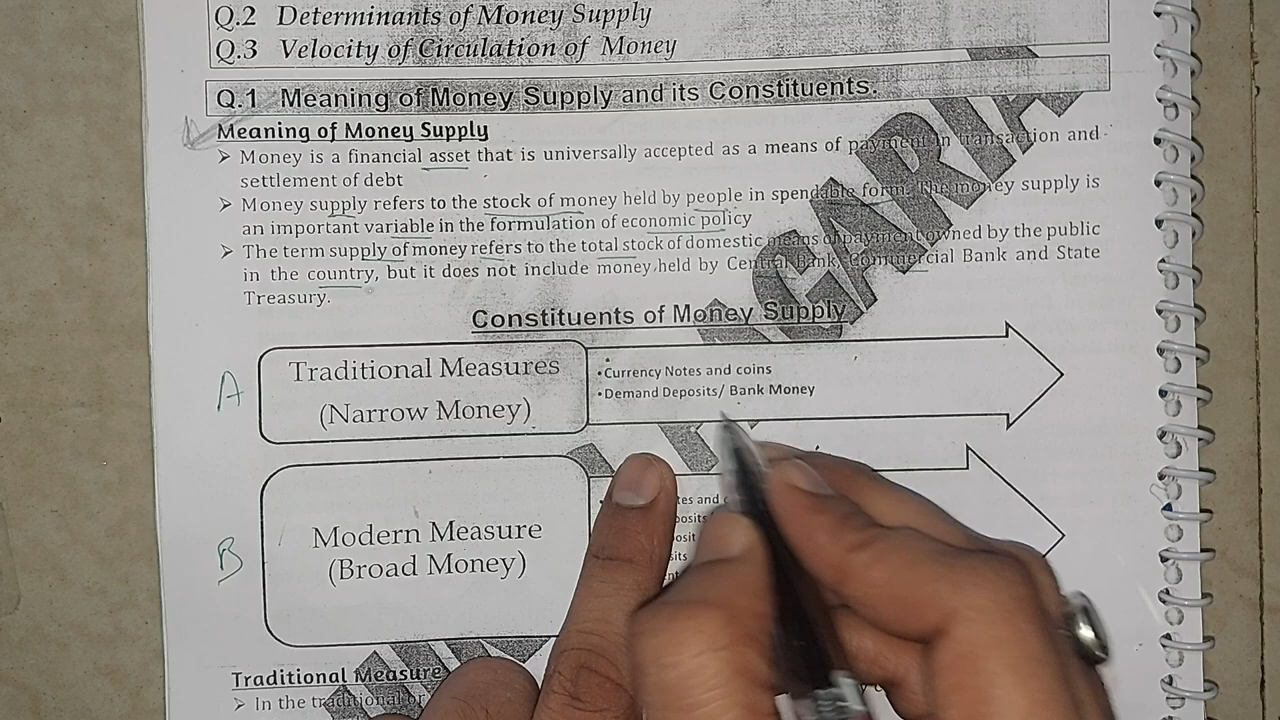 Q.2 Determinants of Money Supply
Q.3 Velocity of Circulation of Money
Q.1 Meaning of Money Supply and its Constituents.
Meaning of Money Supply
➢ Money is a financial asset that is universally accepted as a means of payment in transaction and
settlement of debt
➢ Money supply refers to the stock of money held by people in spendable form. The money supply is
an important variable in the formulation of economic policy
➢ The term supply of money refers to the total stock of domestic means of payment owned by the public
in the country, but it does not include money held by Central Bank, Commercial Bank and State
Treasury.
Constituents of Money Supply
A
Traditional Measures
(Narrow Money)
•Currency Notes and coins
•Demand Deposits/ Bank Money
B
Modern Measure
(Broad Money)
and
Traditional Measure
➢ In the traditional